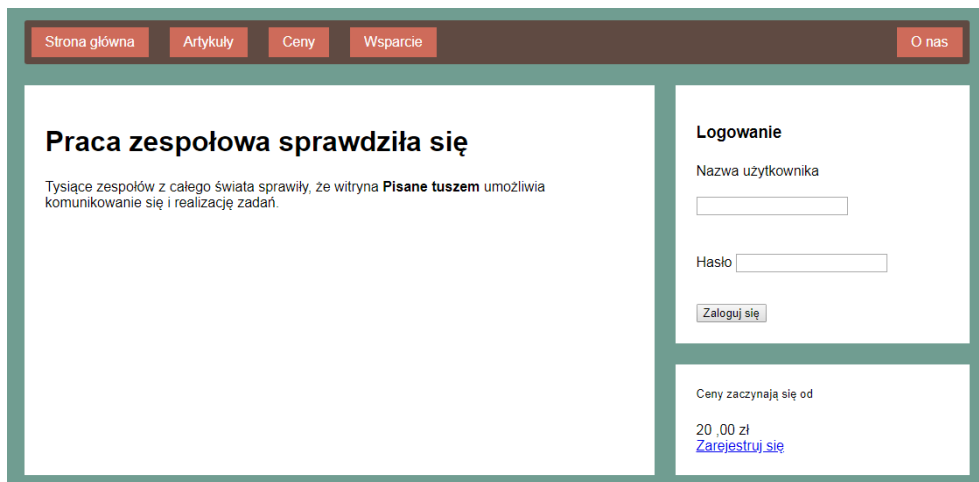 Strona główna Artykuły Ceny Wsparcie O nas
Praca zespołowa sprawdziła się
Tysiące zespołów z całego świata sprawiły, że witryna Pisane tuszem umożliwia
komunikowanie się i realizację zadań.
Logowanie
Nazwa użytkownika
Hasło
Zaloguj się
Ceny zaczynają się od
20 ,00 zł
Zarejestruj się